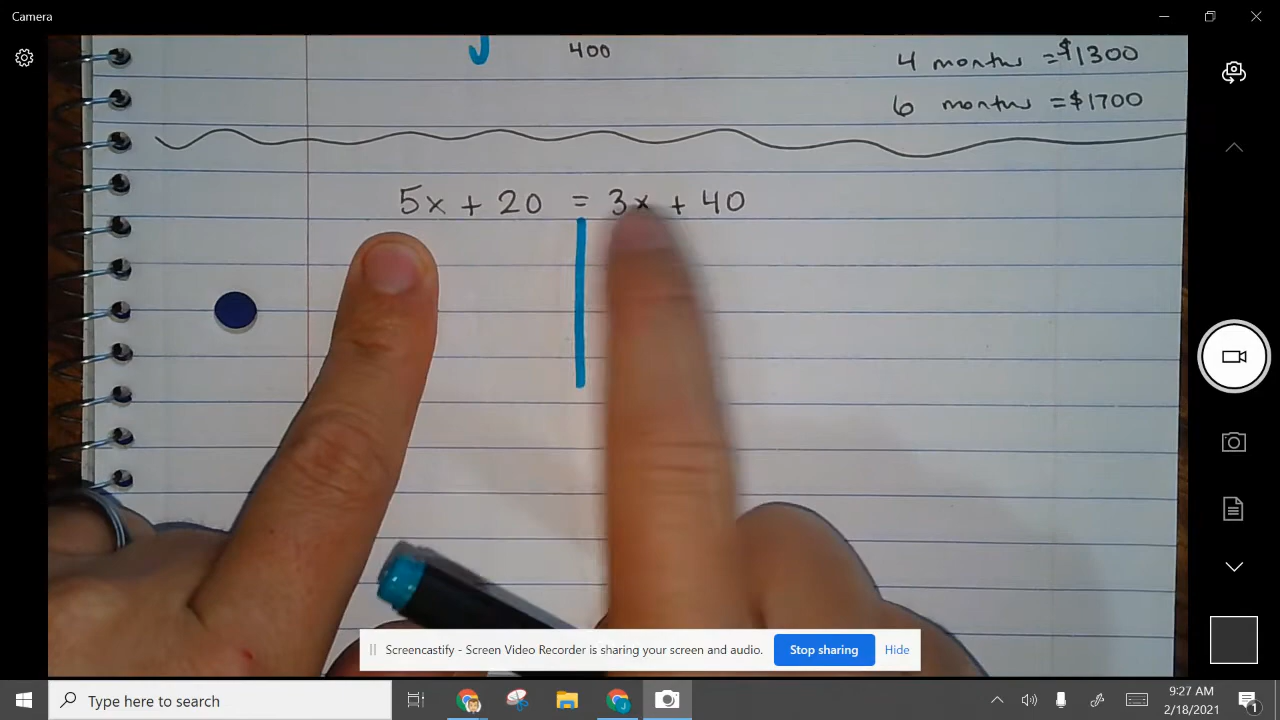 Camera
400
4 months = $1300
6 months = $1700
5x + 20 = 3x + 40
Screencastify - Screen Video Recorder is sharing your screen and audio.
Stop sharing
Hide
Type here to search
9:27 AM
2/18/2021
1